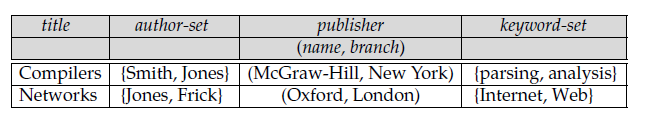 title author-set publisher keyword-set
(name, branch)
Compilers {Smith, Jones} (McGraw-Hill, New York) {parsing, analysis}
Networks {Jones, Frick} (Oxford, London) {Internet, Web}